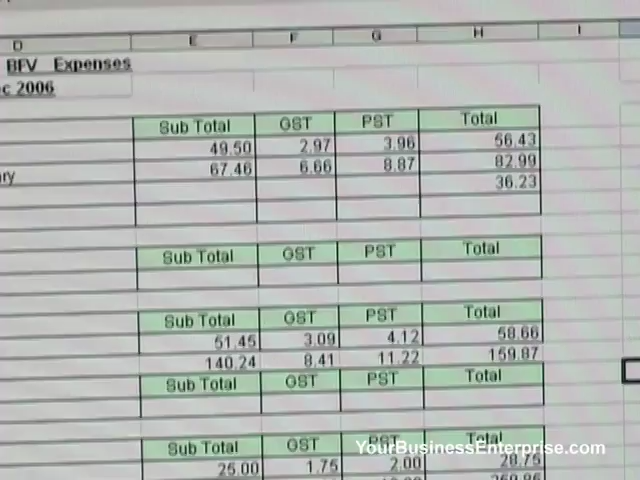 D E F G H I
BFV Expenses
c 2006
Sub Total GST PST Total
49.50 2.97 3.96 56.43
67.46 6.66 8.87 82.99
ry 36.23
Sub Total GST PST Total
Sub Total GST PST Total
51.45 3.09 4.12 58.66
140.24 8.41 11.22 159.87
Sub Total GST PST Total
Sub Total GST PST Total
YourBusinessEnterprise.com
25.00 1.75 2.00 28.75